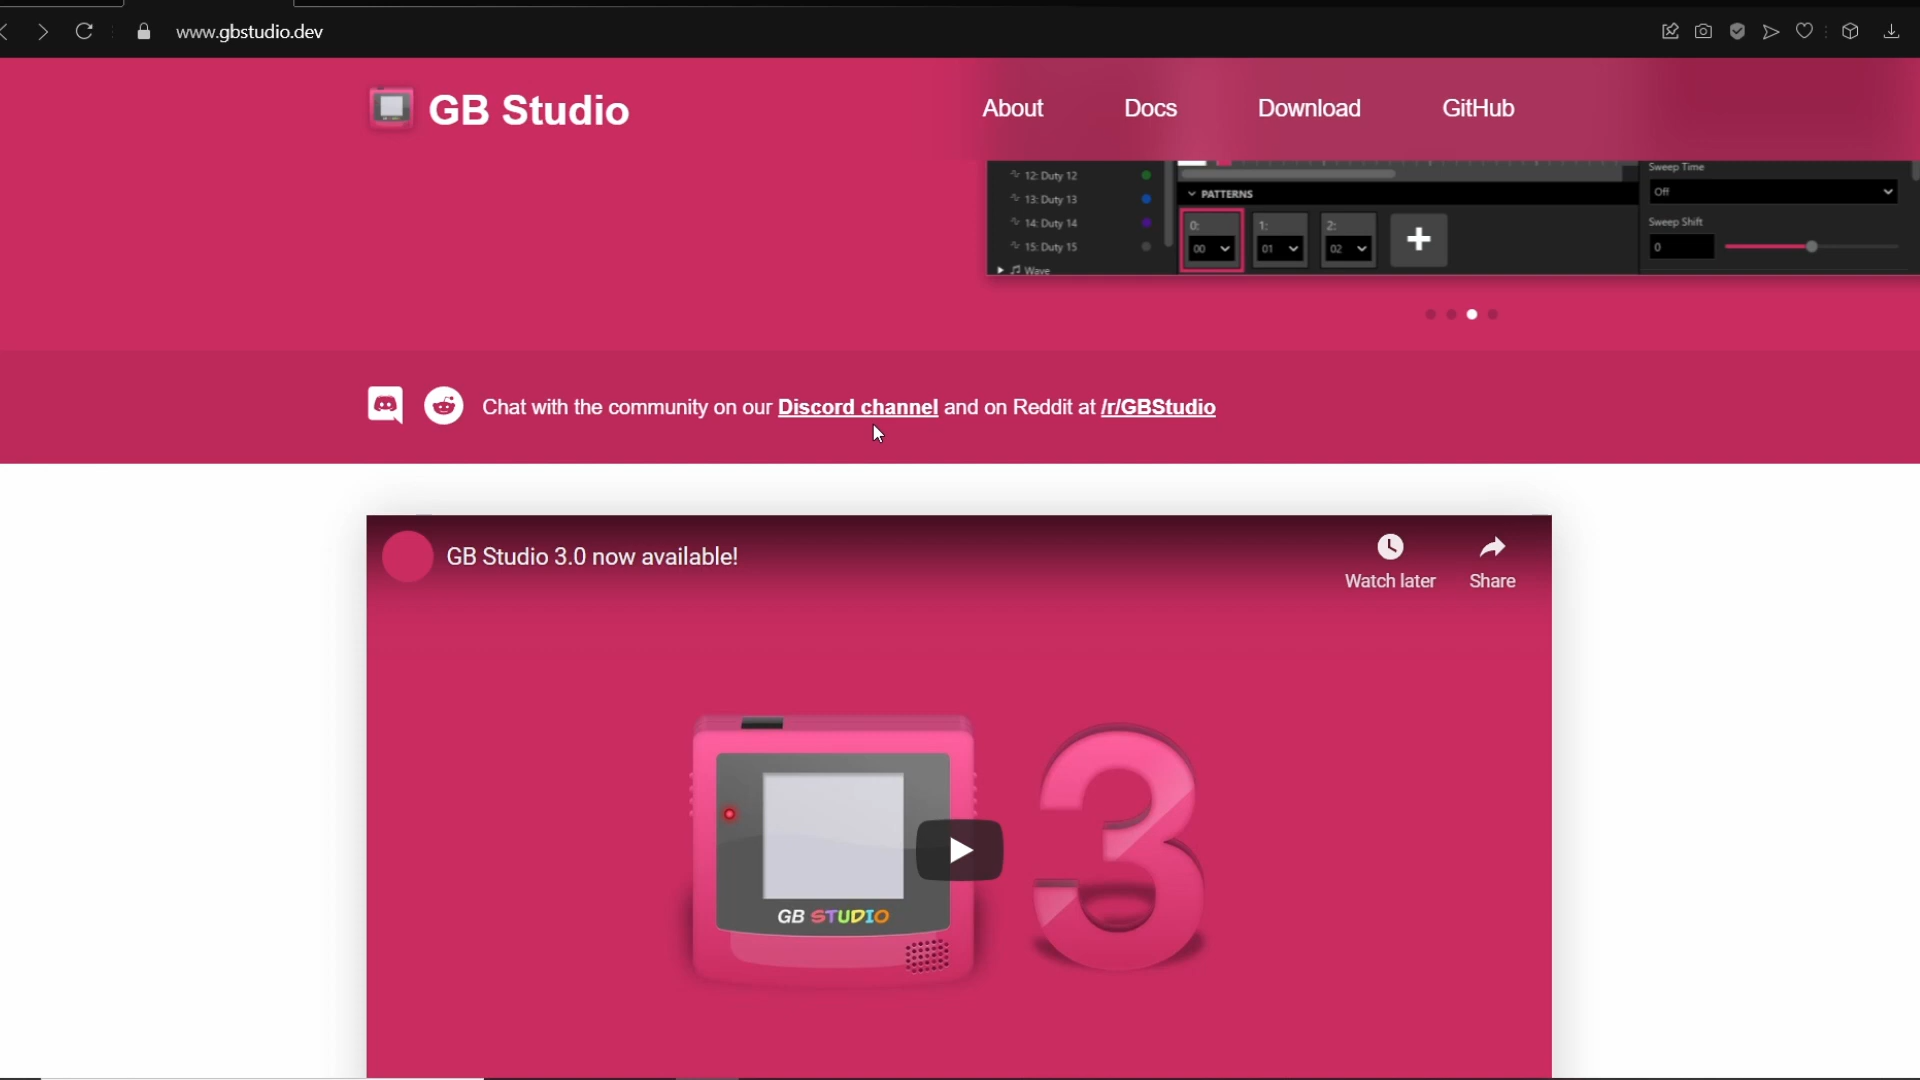 www.gbstudio.dev
GB Studio
About
Docs
Download
GitHub
12: Duty 12
13: Duty 13
14: Duty 14
15: Duty 15
Wave
PATTERNS
0:
1:
2:
00
01
02
Sweep Time
Off
Sweep Shift
0
Chat with the community on our Discord channel and on Reddit at /r/GBStudio
GB Studio 3.0 now available!
Watch later
Share
GB STUDIO
3